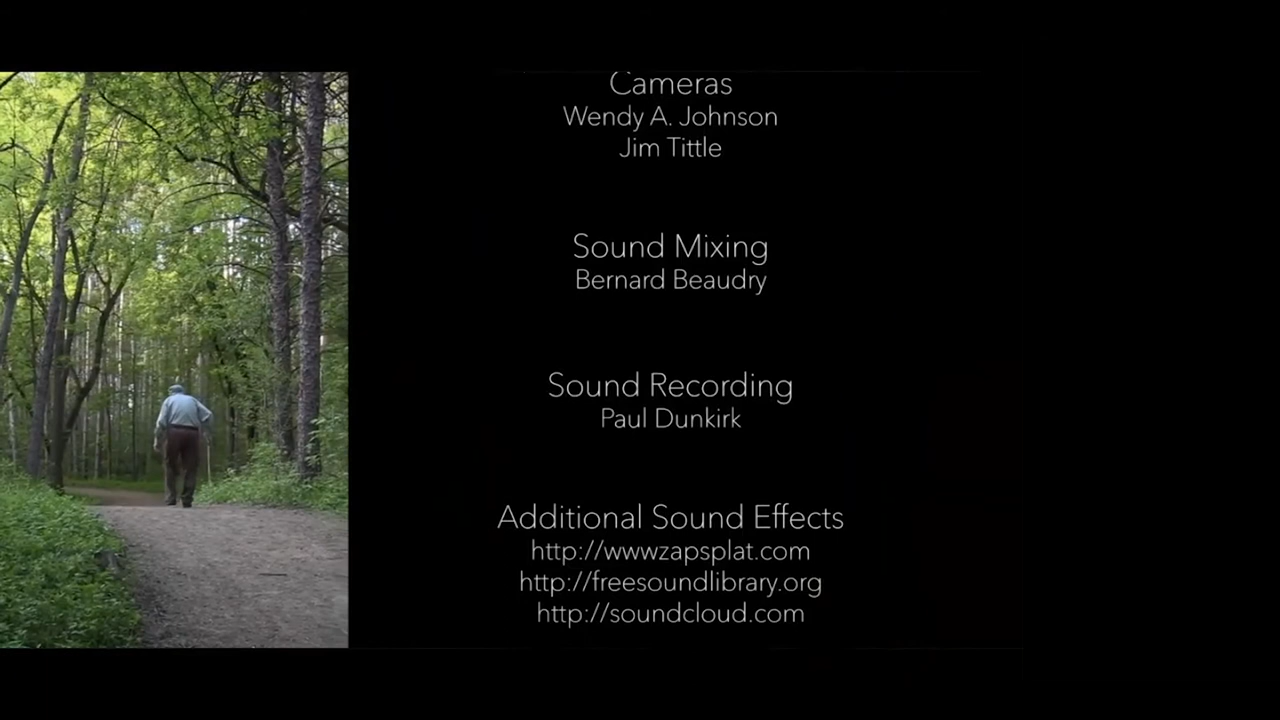 Cameras
Wendy A. Johnson
Jim Tittle
Sound Mixing
Bernard Beaudry
Sound Recording
Paul Dunkirk
Additional Sound Effects
http://wwwzapsplat.com
http://freesoundlibrary.org
http://soundcloud.com